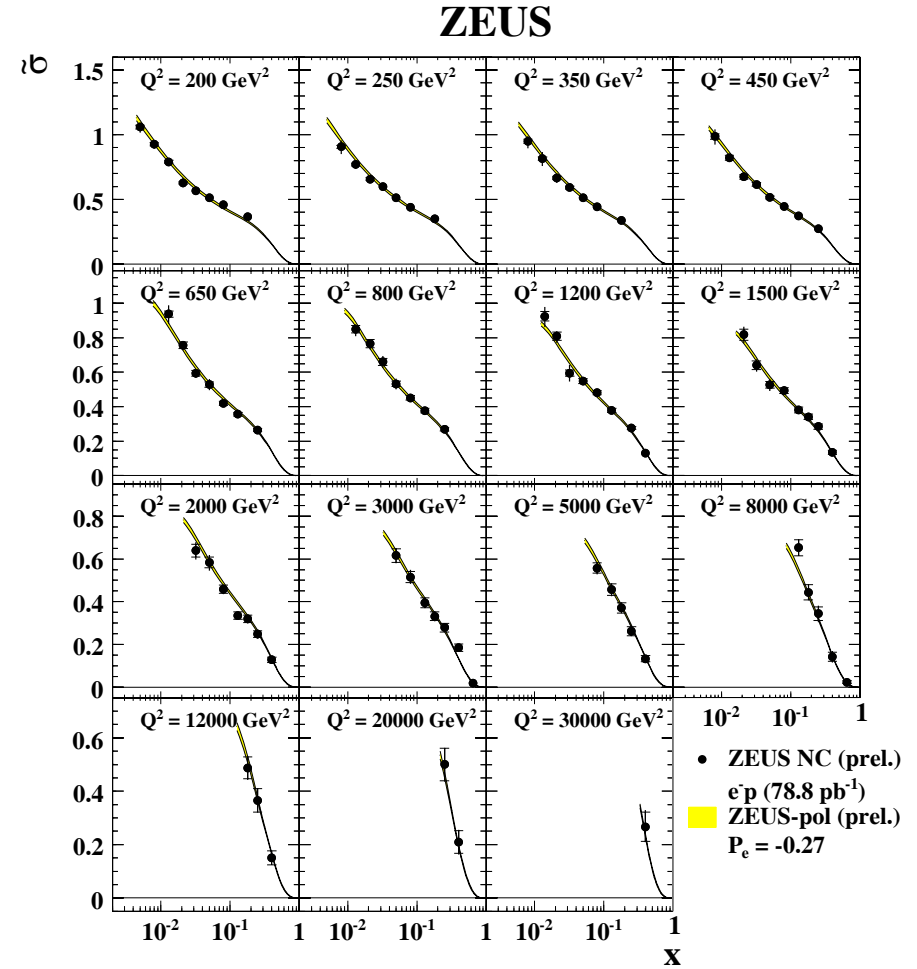 ZEUS
σ̃
Q² = 200 GeV² Q² = 250 GeV² Q² = 350 GeV² Q² = 450 GeV²
1.5
1
0.5
0
Q² = 650 GeV² Q² = 800 GeV² Q² = 1200 GeV² Q² = 1500 GeV²
1
0.8
0.6
0.4
0.2
0
Q² = 2000 GeV² Q² = 3000 GeV² Q² = 5000 GeV² Q² = 8000 GeV²
0.8
0.6
0.4
0.2
0
10⁻² 10⁻¹ 1
Q² = 12000 GeV² Q² = 20000 GeV² Q² = 30000 GeV²
0.6
0.4
0.2
0
ZEUS NC (prel.)
e⁻p (78.8 pb⁻¹)
ZEUS-pol (prel.)
Pₑ = -0.27
10⁻² 10⁻¹ 1 10⁻² 10⁻¹ 1 10⁻² 10⁻¹ 1
x